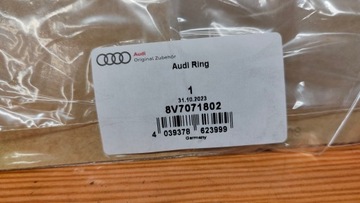 Audi
Original Zubehör
Audi Ring
1
31.10.2023
8V7071802
4 039378 623999
Germany